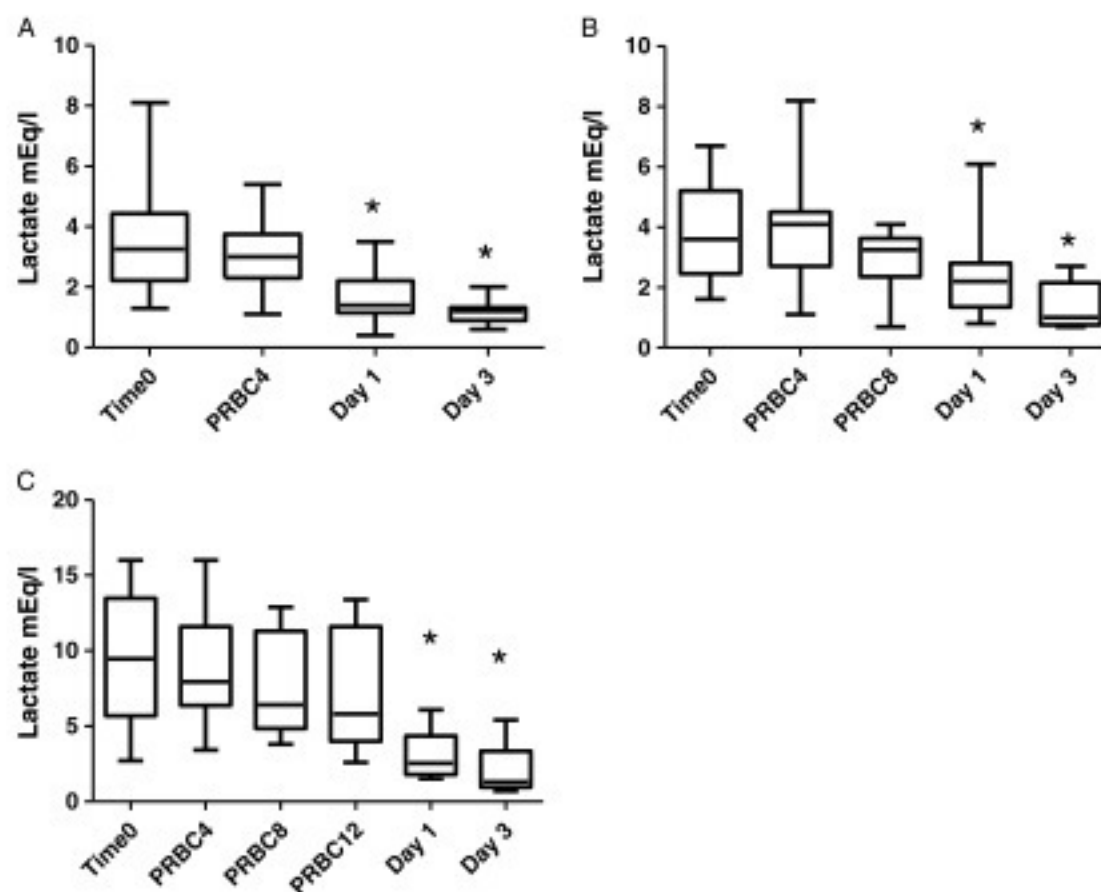 A
Lactate mEq/l
10
8
6
4
2
0
Time0
PRBC4
Day 1
Day 3
*
*
B
Lactate mEq/l
10
8
6
4
2
0
Time0
PRBC4
PRBC8
Day 1
Day 3
*
*
C
Lactate mEq/l
20
15
10
5
0
Time0
PRBC4
PRBC8
PRBC12
Day 1
Day 3
*
*